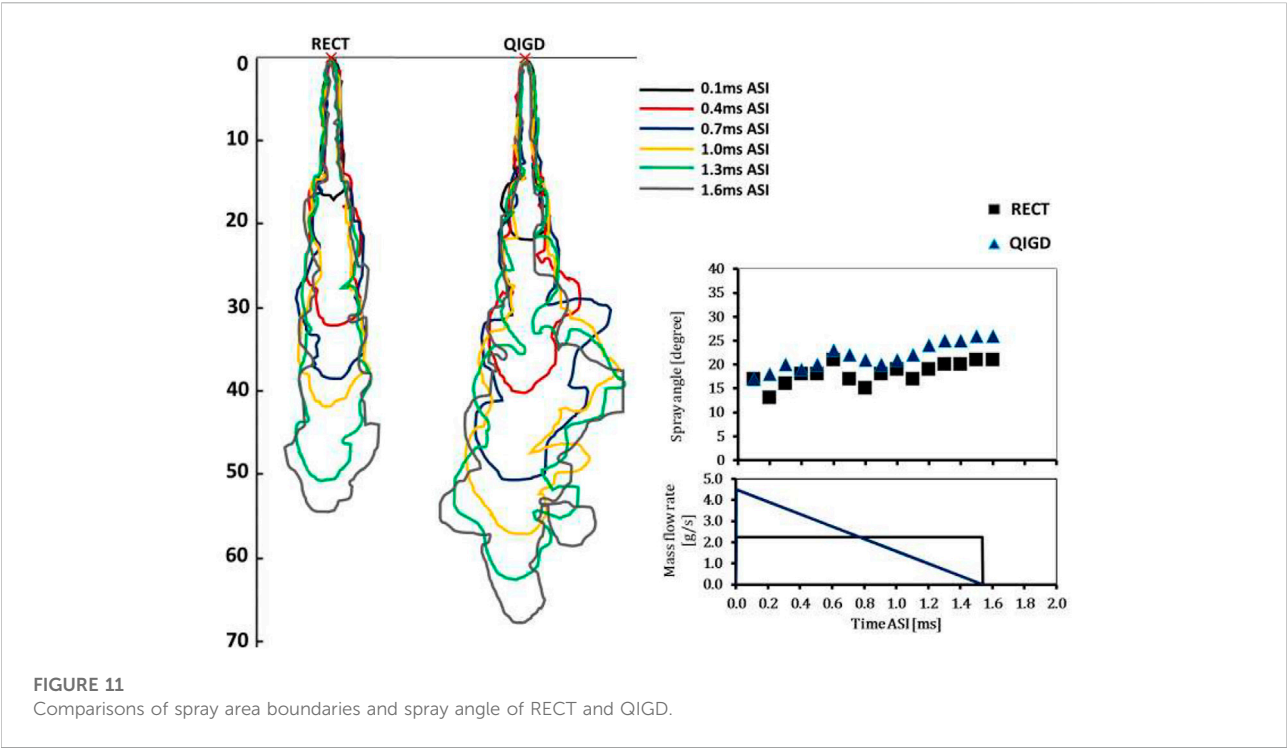 RECT
QIGD
0
10
20
30
40
50
60
70
0.1ms ASI
0.4ms ASI
0.7ms ASI
1.0ms ASI
1.3ms ASI
1.6ms ASI
RECT
QIGD
Spray angle [degree]
40
35
30
25
20
15
10
5
0
Mass flow rate
[g/s]
5.0
4.0
3.0
2.0
1.0
0.0
0.0 0.2 0.4 0.6 0.8 1.0 1.2 1.4 1.6 1.8 2.0
Time ASI [ms]
FIGURE 11
Comparisons of spray area boundaries and spray angle of RECT and QIGD.